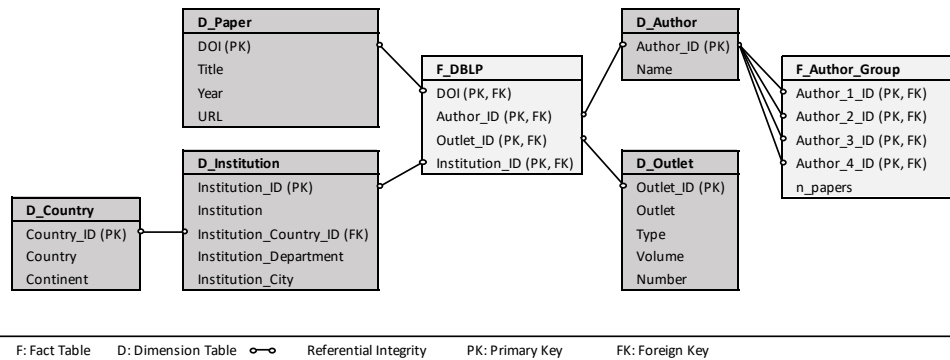 D_Paper
DOI (PK)
Title
Year
URL
D_Institution
Institution_ID (PK)
Institution
Institution_Country_ID (FK)
Institution_Department
Institution_City
D_Country
Country_ID (PK)
Country
Continent
F_DBLP
DOI (PK, FK)
Author_ID (PK, FK)
Outlet_ID (PK, FK)
Institution_ID (PK, FK)
D_Author
Author_ID (PK)
Name
D_Outlet
Outlet_ID (PK)
Outlet
Type
Volume
Number
F_Author_Group
Author_1_ID (PK, FK)
Author_2_ID (PK, FK)
Author_3_ID (PK, FK)
Author_4_ID (PK, FK)
n_papers
F: Fact Table D: Dimension Table Referential Integrity PK: Primary Key FK: Foreign Key